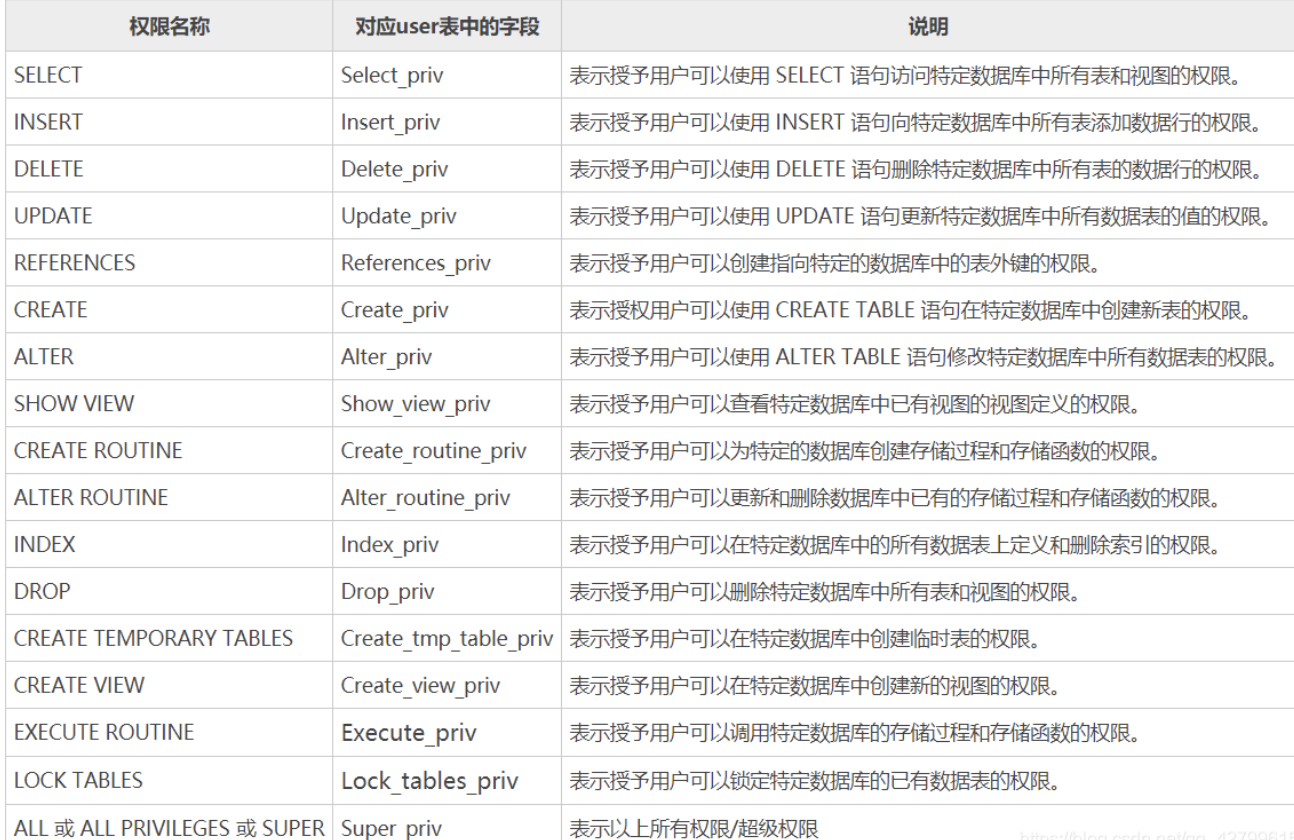 权限名称 对应user表中的字段 说明
SELECT Select_priv 表示授予用户可以使用 SELECT 语句访问特定数据库中所有表和视图的权限。
INSERT Insert_priv 表示授予用户可以使用 INSERT 语句向特定数据库中所有表添加数据行的权限。
DELETE Delete_priv 表示授予用户可以使用 DELETE 语句删除特定数据库中所有表的数据行的权限。
UPDATE Update_priv 表示授予用户可以使用 UPDATE 语句更新特定数据库中所有数据表的值的权限。
REFERENCES References_priv 表示授予用户可以创建指向特定的数据库中的表外键的权限。
CREATE Create_priv 表示授权用户可以使用 CREATE TABLE 语句在特定数据库中创建新表的权限。
ALTER Alter_priv 表示授予用户可以使用 ALTER TABLE 语句修改特定数据库中所有数据表的权限。
SHOW VIEW Show_view_priv 表示授予用户可以查看特定数据库中已有视图的视图定义的权限。
CREATE ROUTINE Create_routine_priv 表示授予用户可以为特定的数据库创建存储过程和存储函数的权限。
ALTER ROUTINE Alter_routine_priv 表示授予用户可以更新和删除数据库中已有的存储过程和存储函数的权限。
INDEX Index_priv 表示授予用户可以在特定数据库中的所有数据表上定义和删除索引的权限。
DROP Drop_priv 表示授予用户可以删除特定数据库中所有表和视图的权限。
CREATE TEMPORARY TABLES Create_tmp_table_priv 表示授予用户可以在特定数据库中创建临时表的权限。
CREATE VIEW Create_view_priv 表示授予用户可以在特定数据库中创建新的视图的权限。
EXECUTE ROUTINE Execute_priv 表示授予用户可以调用特定数据库的存储过程和存储函数的权限。
LOCK TABLES Lock_tables_priv 表示授予用户可以锁定特定数据库的已有数据表的权限。
ALL 或 ALL PRIVILEGES 或 SUPER Super_priv 表示以上所有权限/超级权限